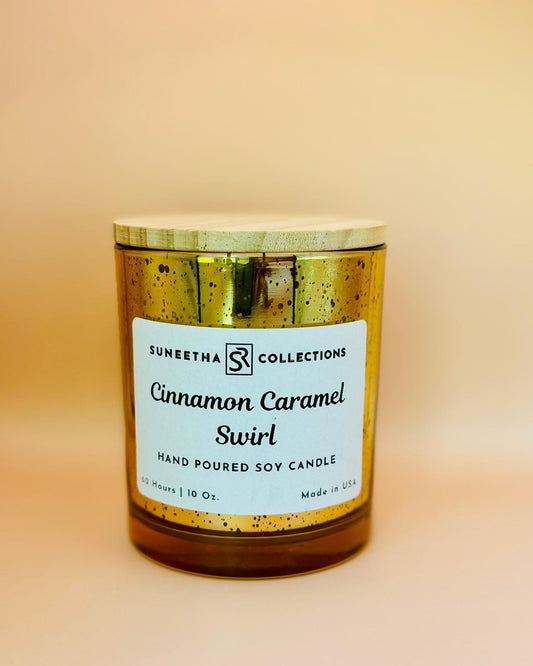 SUNEETHA SR COLLECTIONS
Cinnamon Caramel
Swirl
HAND POURED SOY CANDLE
60 Hours | 10 Oz. Made in USA